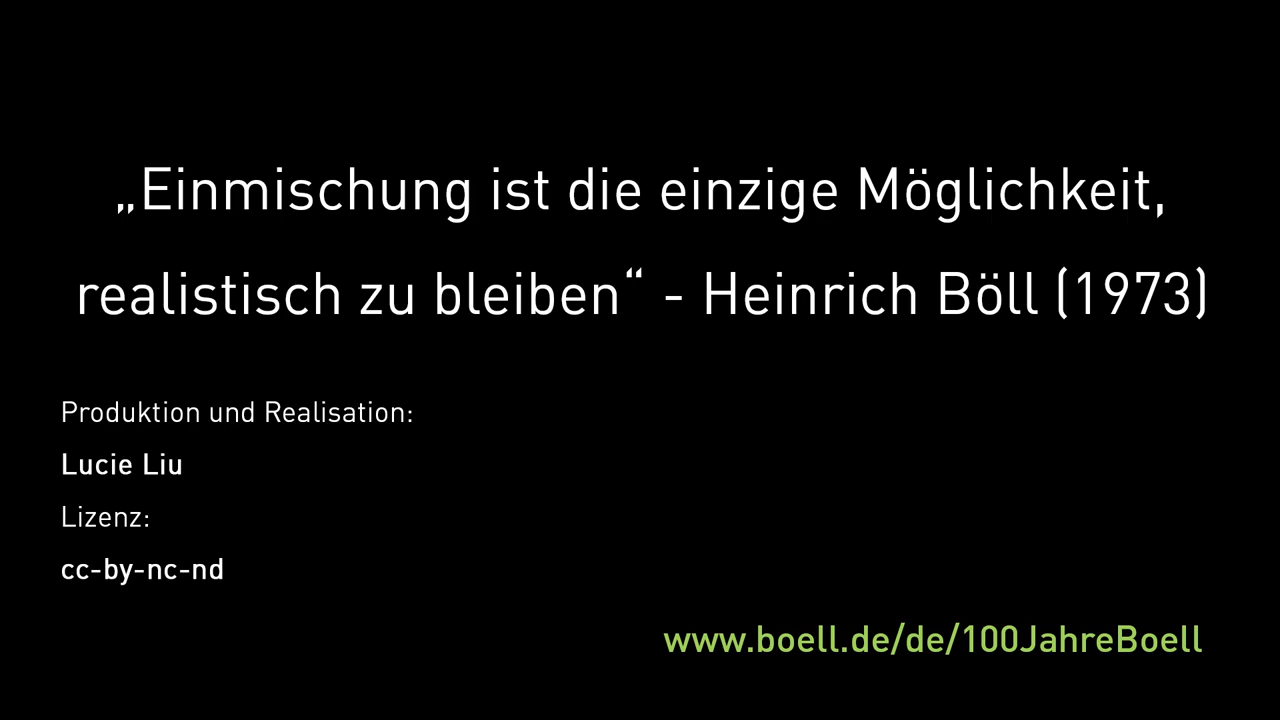 „Einmischung ist die einzige Möglichkeit,
realistisch zu bleiben“ - Heinrich Böll (1973)
Produktion und Realisation:
Lucie Liu
Lizenz:
cc-by-nc-nd
www.boell.de/de/100JahreBoell